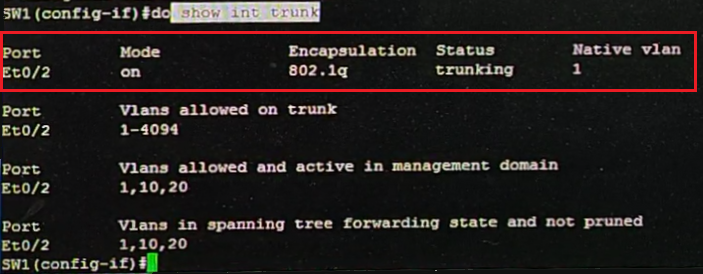 SW1(config-if)#do show int trunk
Port Mode Encapsulation Status Native vlan
Et0/2 on 802.1q trunking 1
Port Vlans allowed on trunk
Et0/2 1-4094
Port Vlans allowed and active in management domain
Et0/2 1,10,20
Port Vlans in spanning tree forwarding state and not pruned
Et0/2 1,10,20
SW1(config-if)#